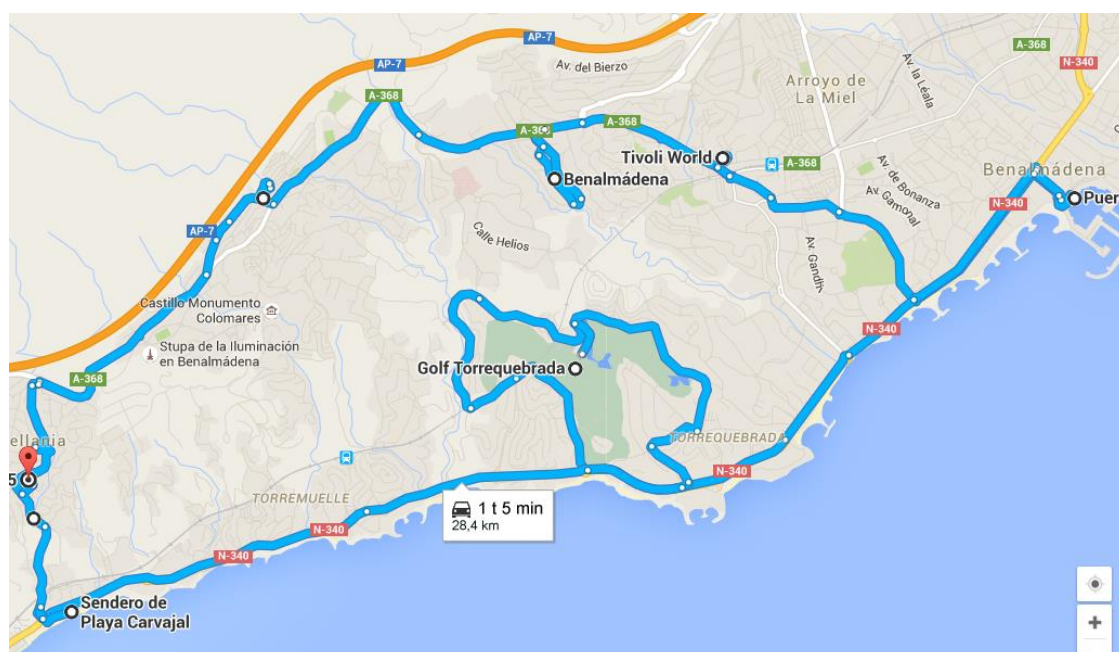 AP-7
A-368
AP-7
Av. del Bierzo
A-368
N-340
Av. la Léala
Arroyo de
La Miel
A-368
A-368
A-368
Tivoli World
A-368
Benalmádena
Benalmádena
Av. de Bonanza
Av. Gamonal
N-340
Puer
AP-7
Calle Helios
Av. Gandhi
Castillo Monumento
Colomares
Stupa de la Iluminación
en Benalmádena
N-340
Golf Torrequebrada
A-368
ellania
TORREQUEBRADA
5
N-340
TORREMUELLE
1 t 5 min
28,4 km
N-340
N-340
Sendero de
Playa Carvajal
+